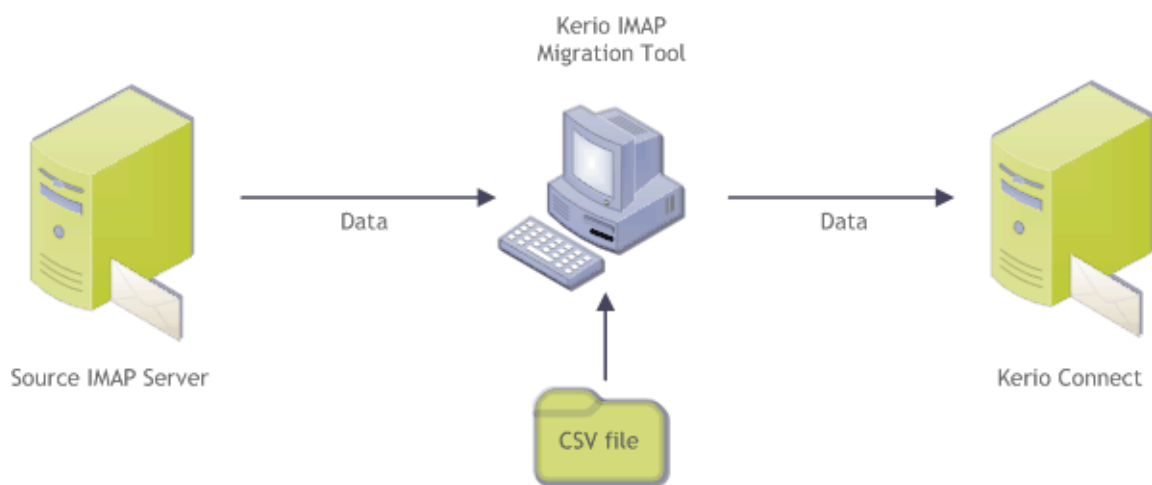 Kerio IMAP
Migration Tool
Data
Data
Source IMAP Server
Kerio Connect
CSV file